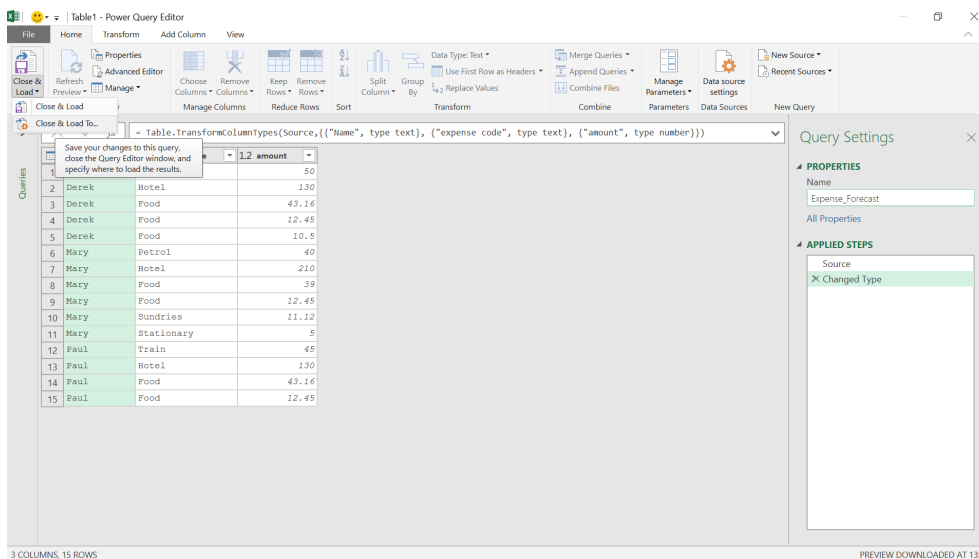 Table1 - Power Query Editor
File Home Transform Add Column View
Close & Load
Refresh Preview
Properties
Advanced Editor
Manage
Choose Columns
Remove Columns
Manage Columns
Keep Rows
Remove Rows
Reduce Rows
Sort
Split Column
Group By
Data Type: Text
Use First Row as Headers
Replace Values
Transform
Merge Queries
Append Queries
Combine Files
Combine
Manage Parameters
Parameters
Data source settings
Data Sources
New Source
Recent Sources
New Query
Close & Load
Close & Load To...
Save your changes to this query, close the Query Editor window, and specify where to load the results.
= Table.TransformColumnTypes(Source,{{"Name", type text}, {"expense code", type text}, {"amount", type number}})
Queries
1.2 amount
1 50
2 Derek Hotel 130
3 Derek Food 43.16
4 Derek Food 12.45
5 Derek Food 10.5
6 Mary Petrol 40
7 Mary Hotel 210
8 Mary Food 39
9 Mary Food 12.45
10 Mary Sundries 11.12
11 Mary Stationary 5
12 Paul Train 45
13 Paul Hotel 130
14 Paul Food 43.16
15 Paul Food 12.45
Query Settings
PROPERTIES
Name
Expense_Forecast
All Properties
APPLIED STEPS
Source
Changed Type
3 COLUMNS, 15 ROWS
PREVIEW DOWNLOADED AT 13